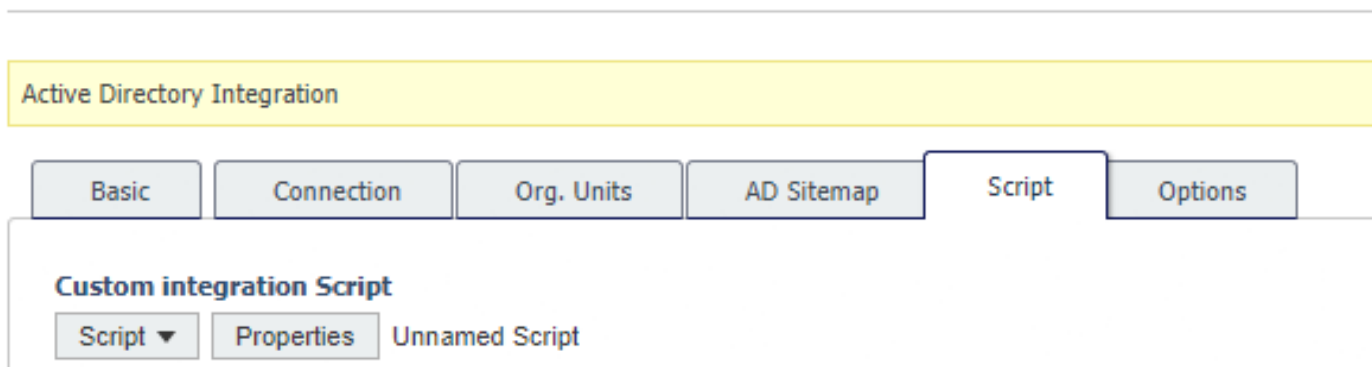 Active Directory Integration
Basic Connection Org. Units AD Sitemap Script Options
Custom integration Script
Script Properties Unnamed Script